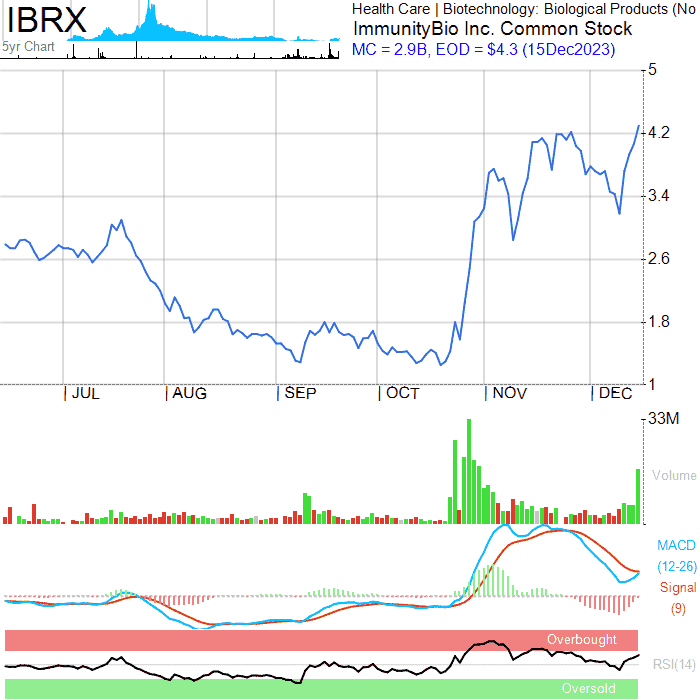 IBRX
5yr Chart
Health Care | Biotechnology: Biological Products (No
ImmunityBio Inc. Common Stock
MC = 2.9B, EOD = $4.3 (15Dec2023)
5
4.2
3.4
2.6
1.8
1
JUL AUG SEP OCT NOV DEC
33M
Volume
MACD
(12-26)
Signal
(9)
Overbought
RSI(14)
Oversold